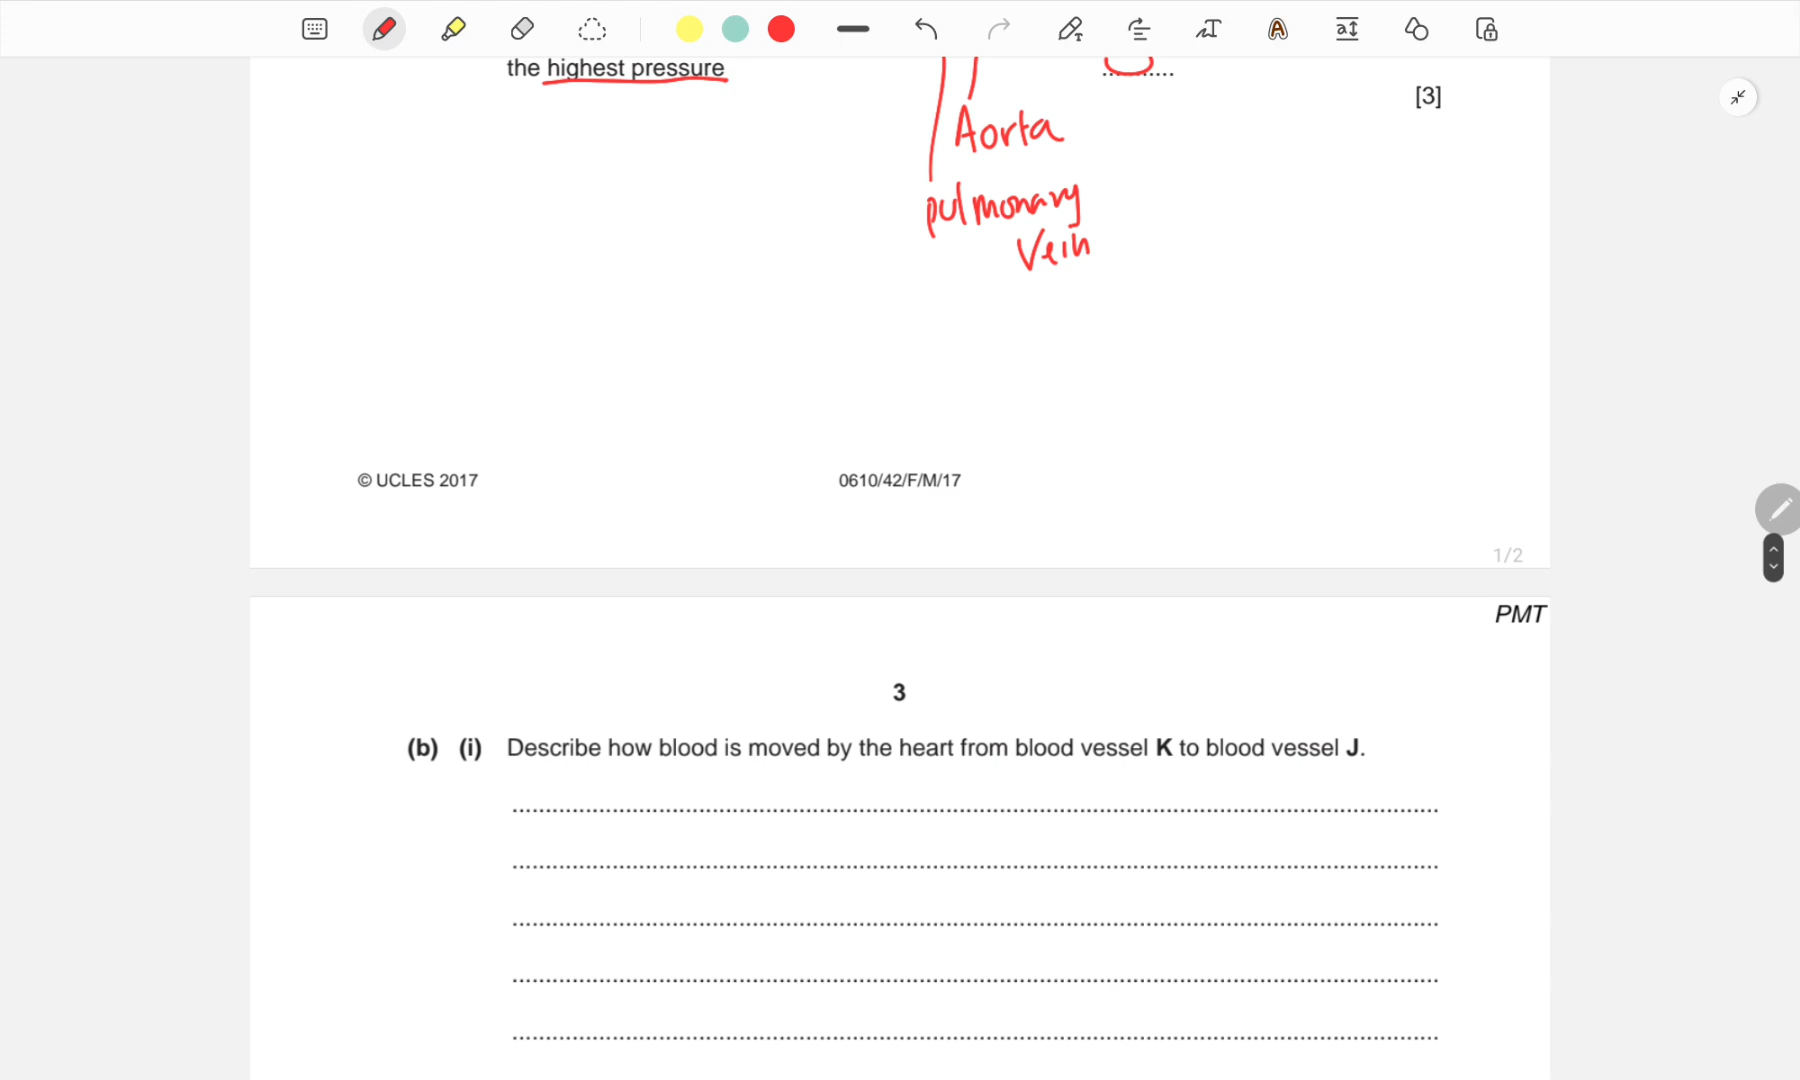 the highest pressure
[3]
Aorta
pulmonary
Vein
© UCLES 2017
0610/42/F/M/17
1/2
PMT
3
(b) (i) Describe how blood is moved by the heart from blood vessel K to blood vessel J.